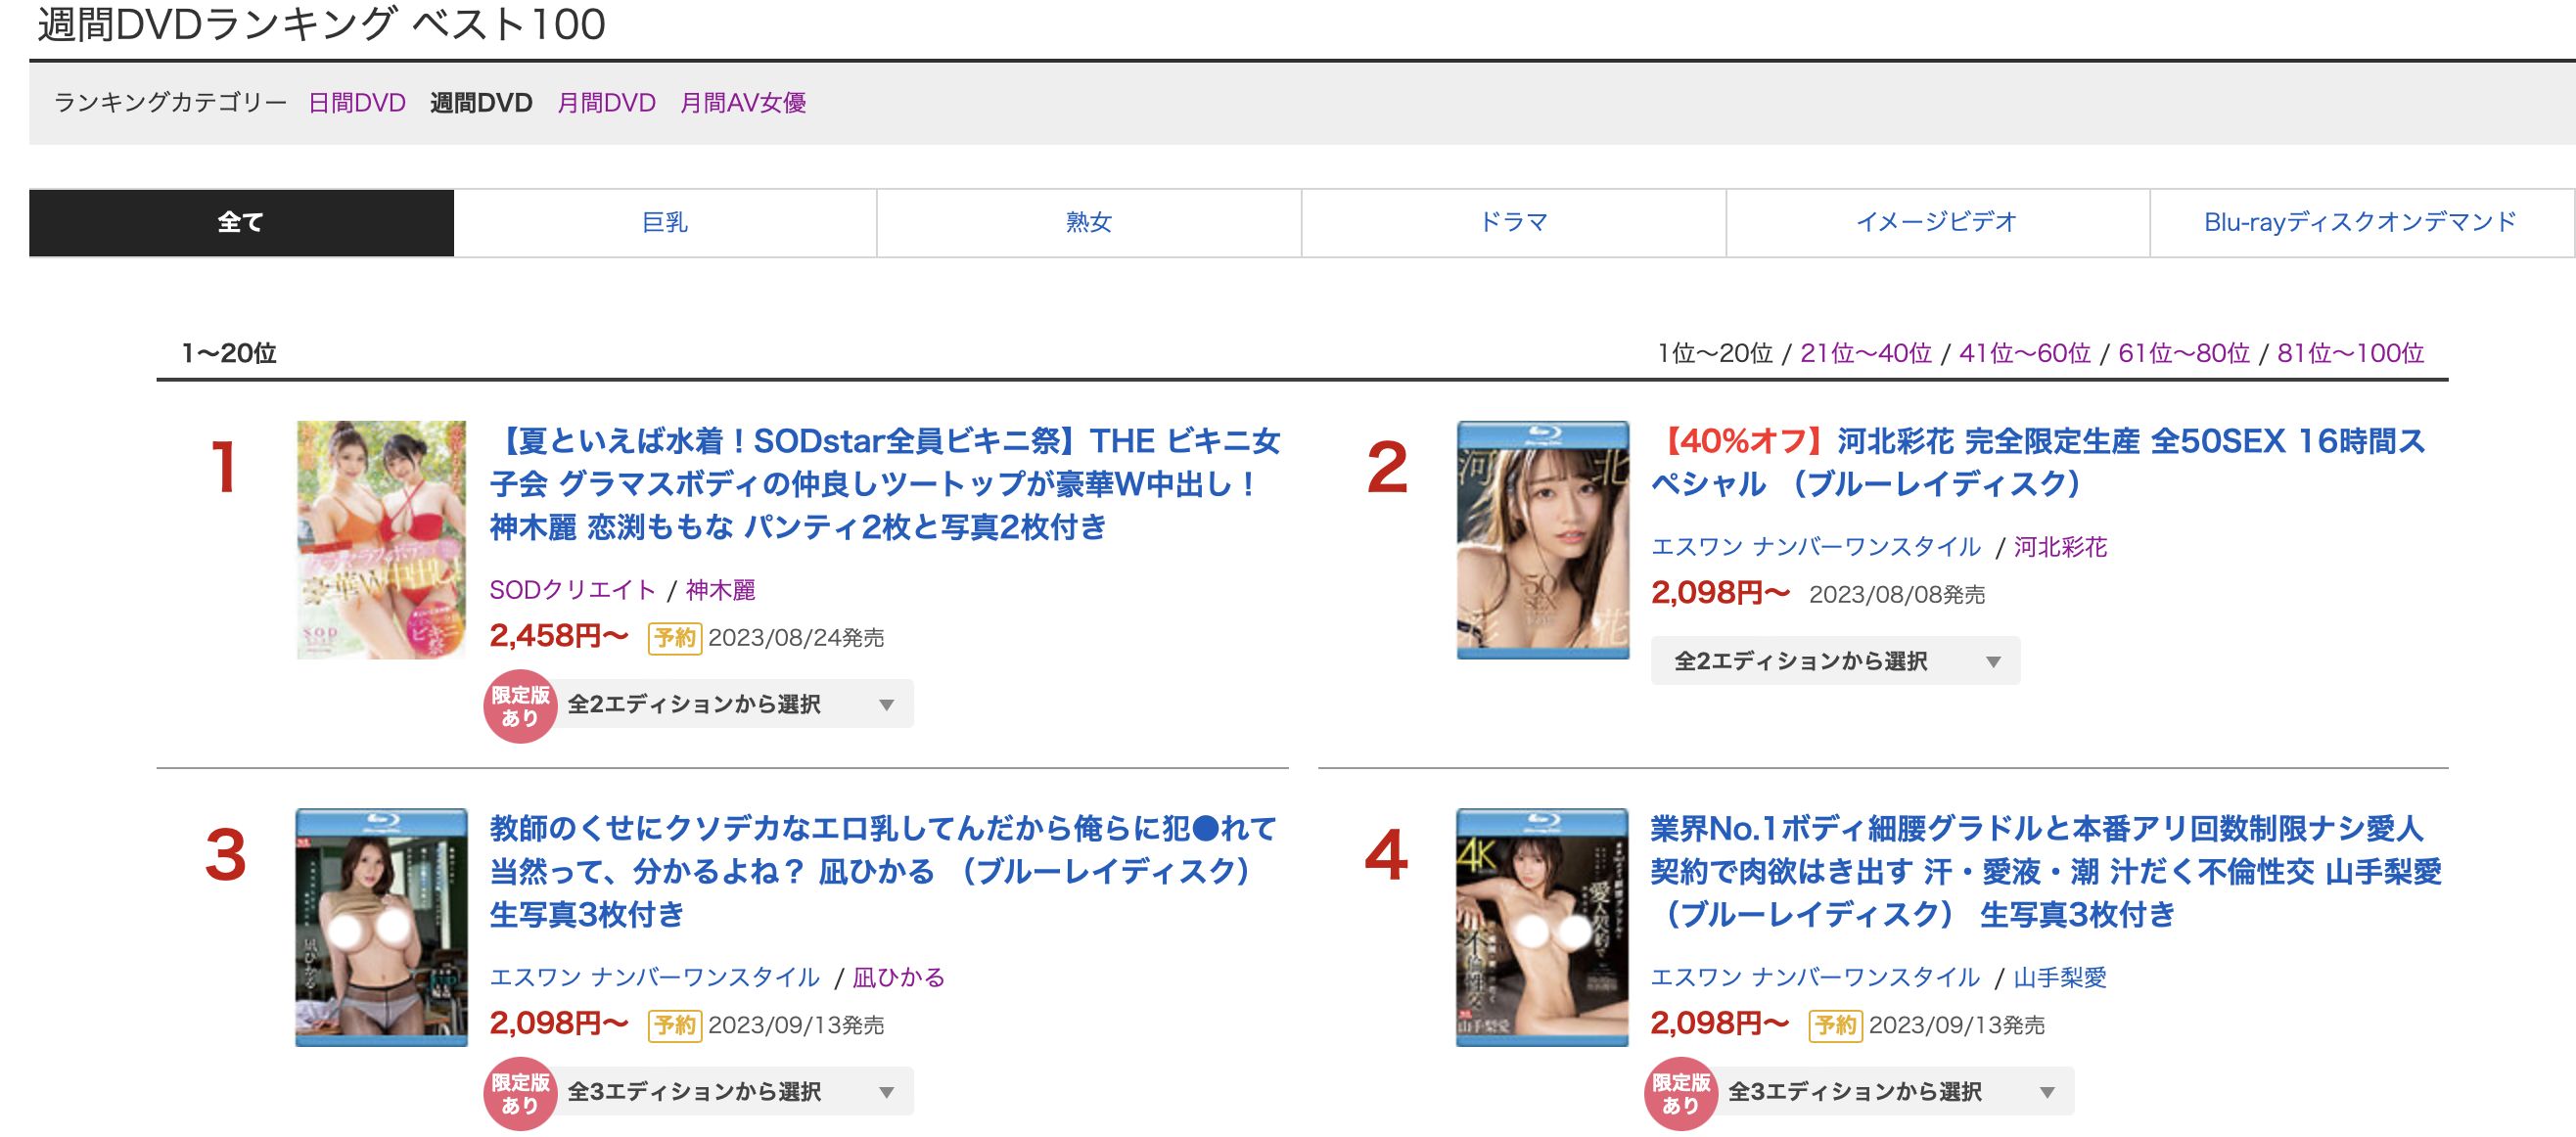 週間DVDランキング ベスト100
ランキングカテゴリー 日間DVD 週間DVD 月間DVD 月間AV女優
全て 巨乳 熟女 ドラマ イメージビデオ Blu-rayディスクオンデマンド
1〜20位
1位〜20位 / 21位〜40位 / 41位〜60位 / 61位〜80位 / 81位〜100位
1
【夏といえば水着！SODstar全員ビキニ祭】THE ビキニ女
子会 グラマスボディの仲良しツートップが豪華W中出し！
神木麗 恋渕ももな パンティ2枚と写真2枚付き
SODクリエイト / 神木麗
2,458円〜 予約 2023/08/24発売
限定版
あり
全2エディションから選択 ▼
2
河北
50
SEX
彩花
【40%オフ】河北彩花 完全限定生産 全50SEX 16時間ス
ペシャル （ブルーレイディスク）
エスワン ナンバーワンスタイル / 河北彩花
2,098円〜 2023/08/08発売
全2エディションから選択 ▼
3
教師のくせにクソデカなエロ乳してんだから俺らに犯●れて
当然って、分かるよね？ 凪ひかる （ブルーレイディスク）
生写真3枚付き
エスワン ナンバーワンスタイル / 凪ひかる
2,098円〜 予約 2023/09/13発売
限定版
あり
全3エディションから選択 ▼
4
4K
愛人契約で
不倫性交
山手梨愛
業界No.1ボディ細腰グラドルと本番アリ回数制限ナシ愛人
契約で肉欲はき出す 汗・愛液・潮 汁だく不倫性交 山手梨愛
（ブルーレイディスク） 生写真3枚付き
エスワン ナンバーワンスタイル / 山手梨愛
2,098円〜 予約 2023/09/13発売
限定版
あり
全3エディションから選択 ▼